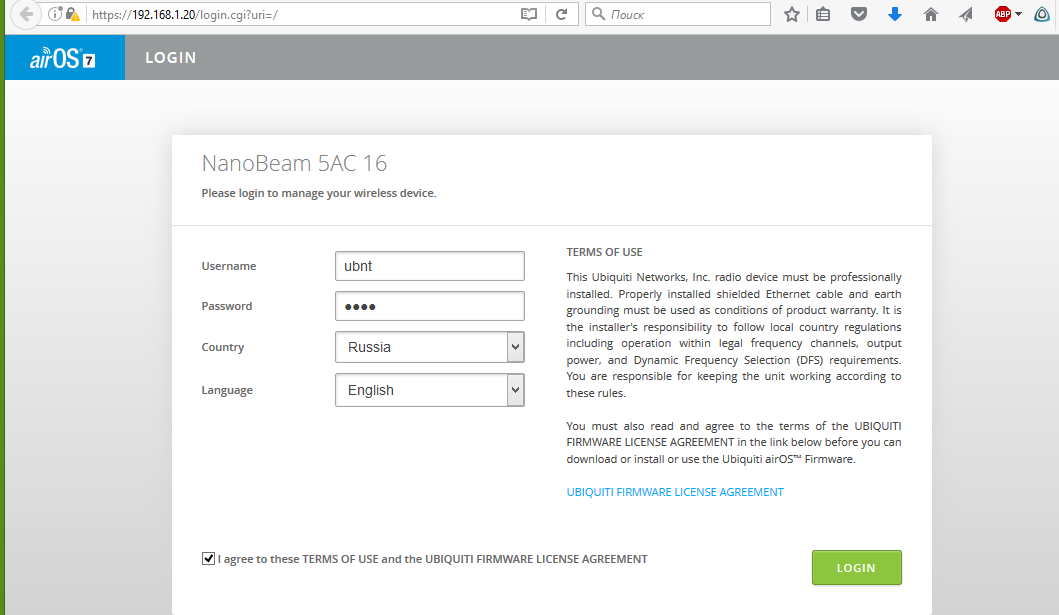 https://192.168.1.20/login.cgi?uri=/
Поиск
ABP
airOS 7
LOGIN
NanoBeam 5AC 16
Please login to manage your wireless device.
Username
ubnt
Password
••••
Country
Russia
Language
English
TERMS OF USE
This Ubiquiti Networks, Inc. radio device must be professionally
installed. Properly installed shielded Ethernet cable and earth
grounding must be used as conditions of product warranty. It is
the installer's responsibility to follow local country regulations
including operation within legal frequency channels, output
power, and Dynamic Frequency Selection (DFS) requirements.
You are responsible for keeping the unit working according to
these rules.
You must also read and agree to the terms of the UBIQUITI
FIRMWARE LICENSE AGREEMENT in the link below before you can
download or install or use the Ubiquiti airOS™ Firmware.
UBIQUITI FIRMWARE LICENSE AGREEMENT
I agree to these TERMS OF USE and the UBIQUITI FIRMWARE LICENSE AGREEMENT
LOGIN